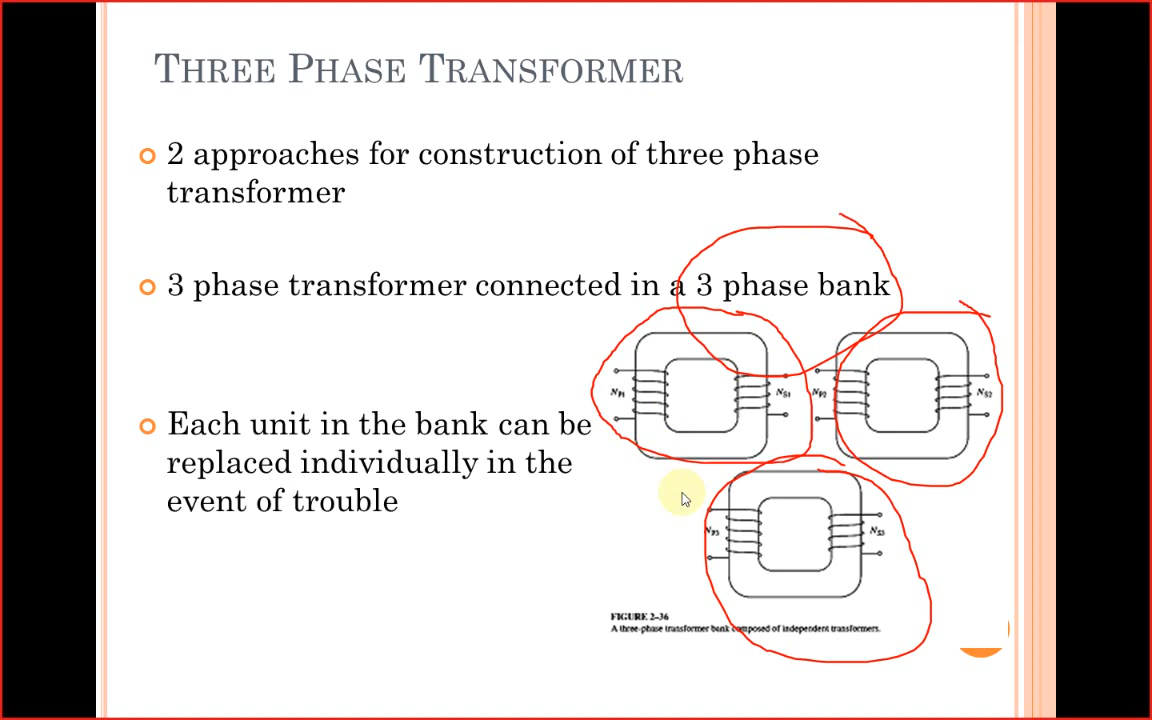 THREE PHASE TRANSFORMER
2 approaches for construction of three phase
transformer
3 phase transformer connected in a 3 phase bank
N_P1
N_S1
N_P2
N_S2
Each unit in the bank can be
replaced individually in the
event of trouble
N_P3
N_S3
FIGURE 2-36
A three-phase transformer bank composed of independent transformers.